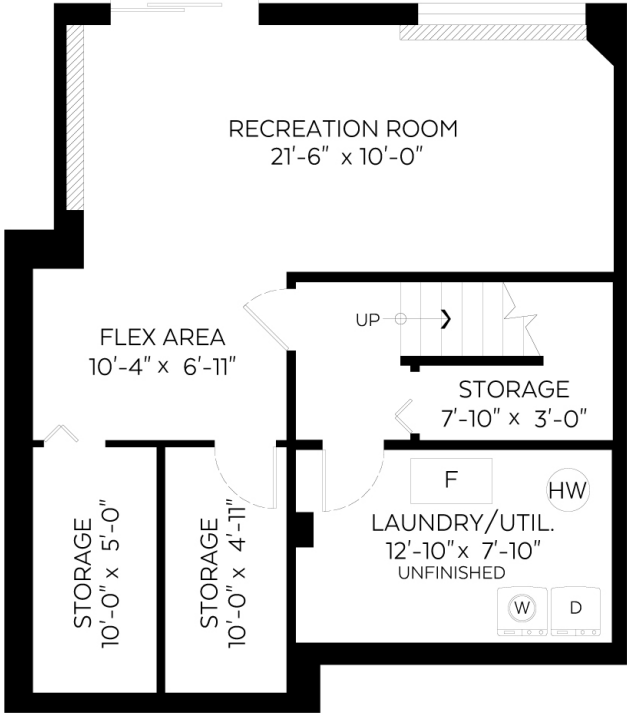 RECREATION ROOM
21'-6" x 10'-0"
UP
FLEX AREA
10'-4" x 6'-11"
STORAGE
7'-10" x 3'-0"
F
HW
LAUNDRY/UTIL.
12'-10" x 7'-10"
UNFINISHED
STORAGE
10'-0" x 5'-0"
STORAGE
10'-0" x 4'-11"
W
D